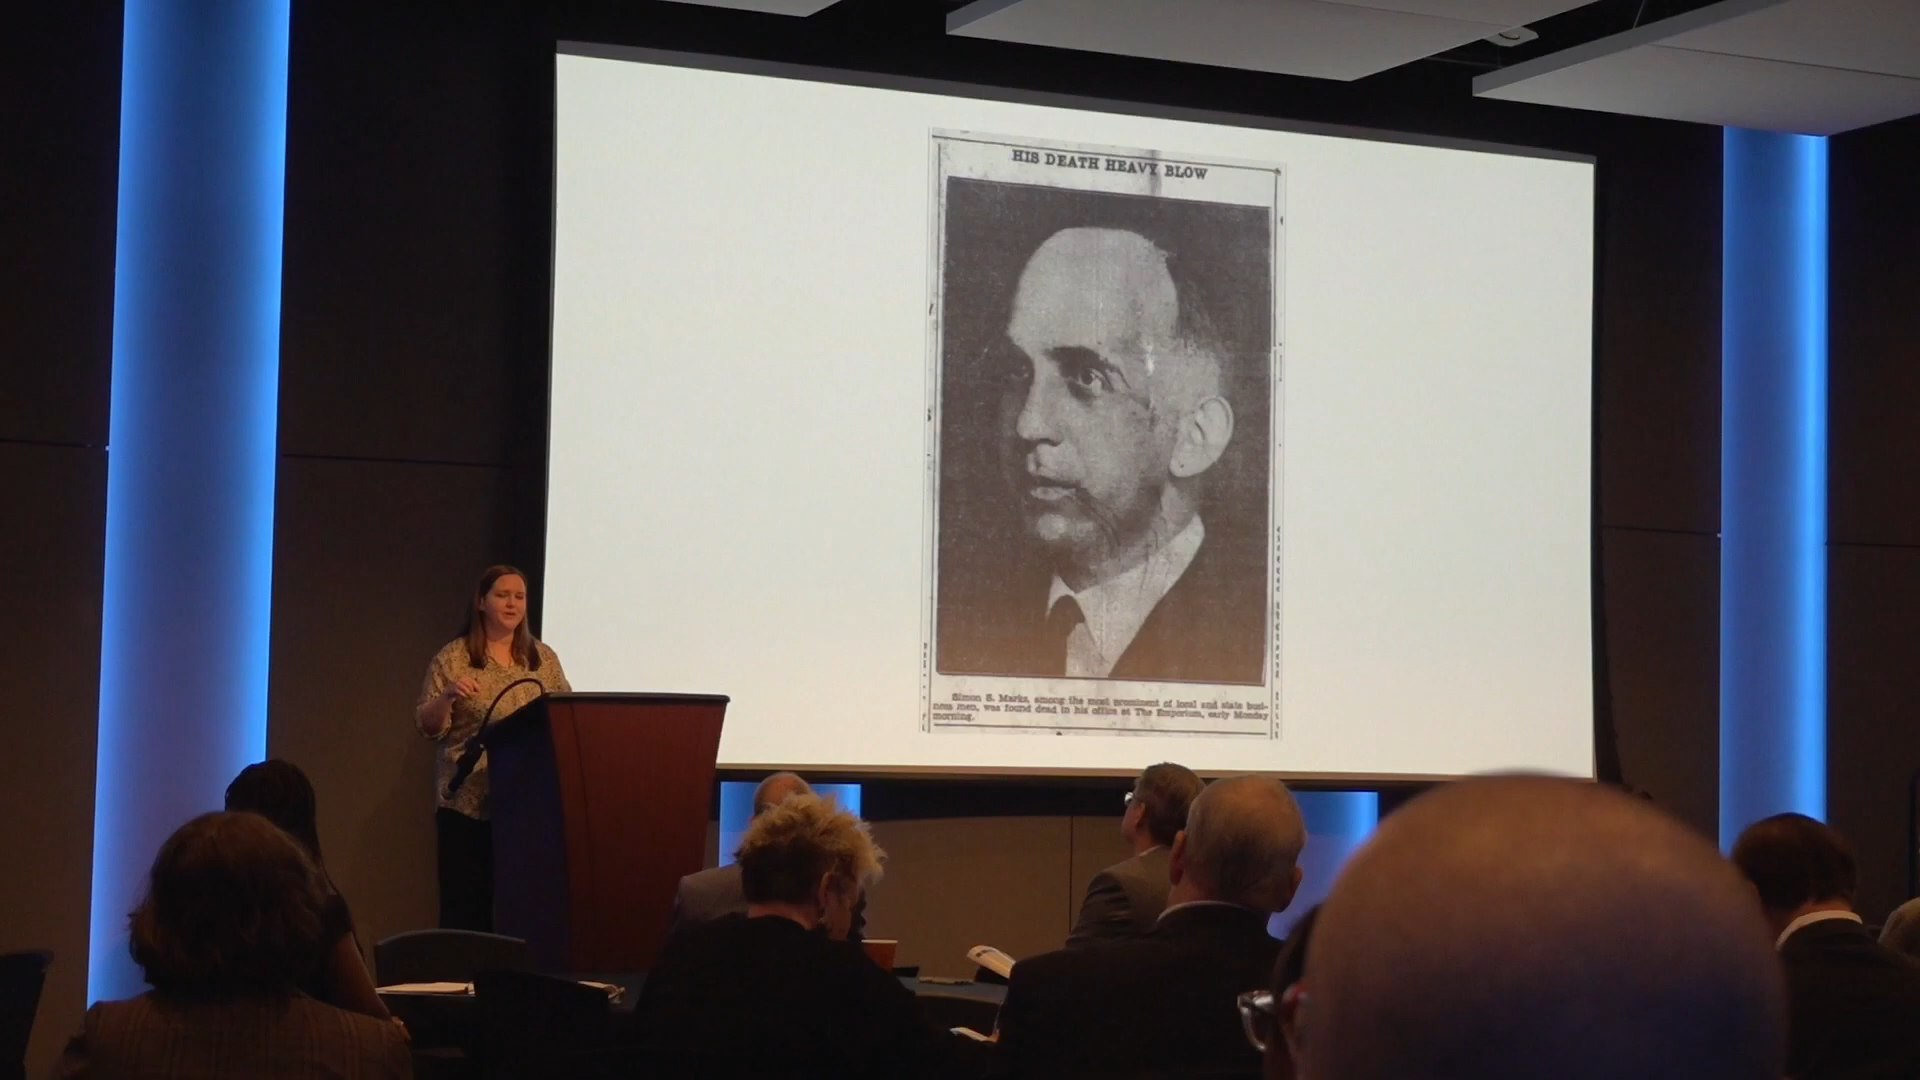 HIS DEATH HEAVY BLOW
Simon S. Marks, among the most prominent of local and state busi-
ness men, was found dead in his office at The Emporium, early Monday
morning.